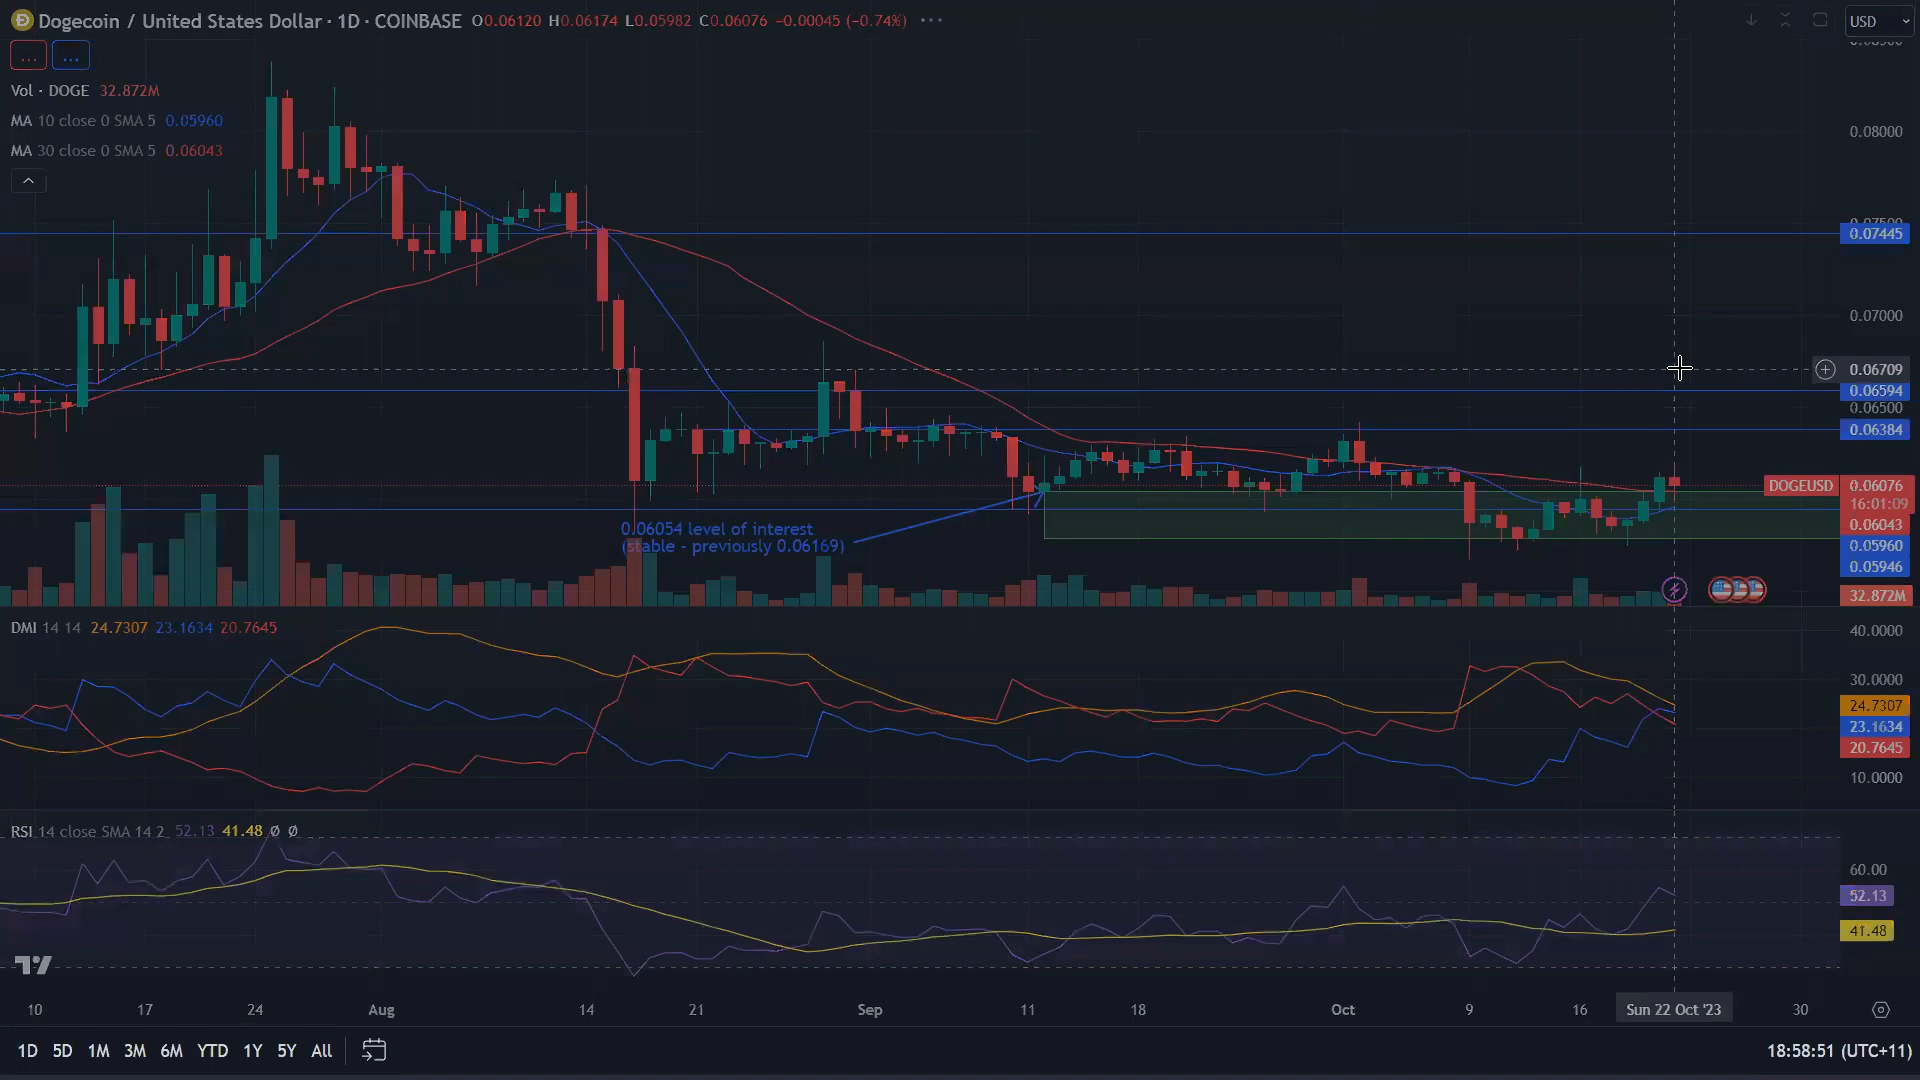 Dogecoin / United States Dollar · 1D · COINBASE O0.06120 H0.06174 L0.05982 C0.06076 −0.00045 (−0.74%) ···
USD
... ...
Vol · DOGE 32.872M
MA 10 close 0 SMA 5 0.05960
MA 30 close 0 SMA 5 0.06043
0.08000
0.07500
0.07445
0.07000
0.06709
0.06594
0.06500
0.06384
DOGEUSD 0.06076
16:01:09
0.06043
0.05960
0.05946
32.872M
0.06054 level of interest
(stable - previously 0.06169)
DMI 14 14 24.7307 23.1634 20.7645
40.0000
30.0000
24.7307
23.1634
20.7645
10.0000
RSI 14 close SMA 14 2 52.13 41.48 Ø Ø
60.00
52.13
41.48
10 17 24 Aug 14 21 Sep 11 18 Oct 9 16 Sun 22 Oct '23 30
1D 5D 1M 3M 6M YTD 1Y 5Y All
18:58:51 (UTC+11)